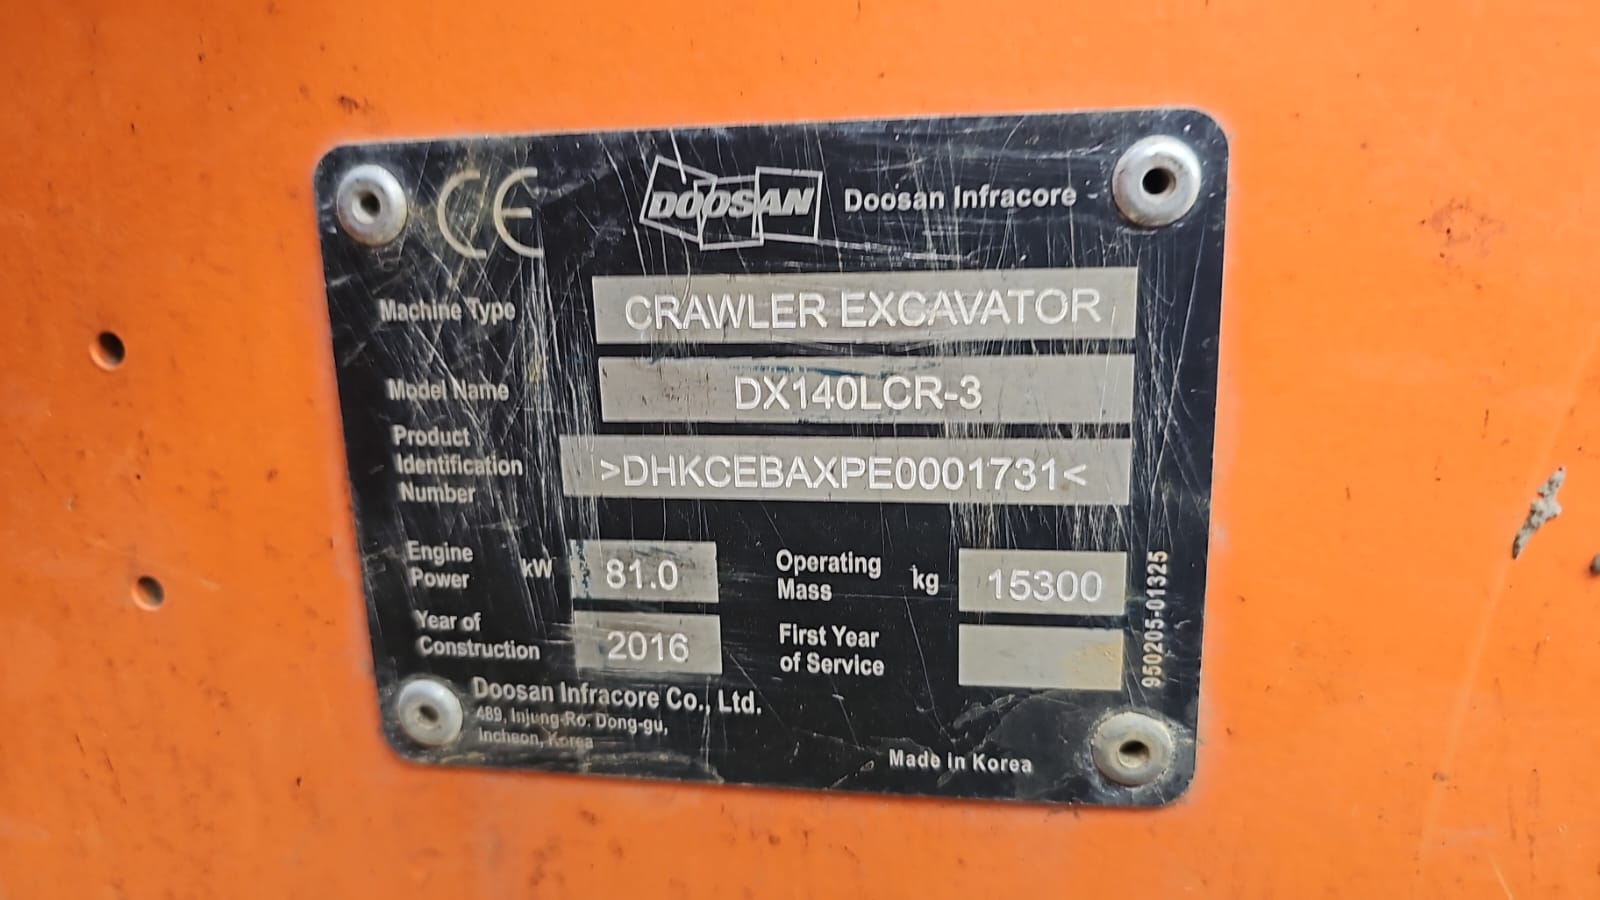 CE
DOOSAN Doosan Infracore
Machine Type CRAWLER EXCAVATOR
Model Name DX140LCR-3
Product
Identification
Number
>DHKCEBAXPE0001731<
Engine
Power
kW 81.0
Operating
Mass
kg 15300
Year of
Construction
2016
First Year
of Service
950205-01325
Doosan Infracore Co., Ltd.
489, Injung-Ro, Dong-gu,
Incheon, Korea
Made in Korea